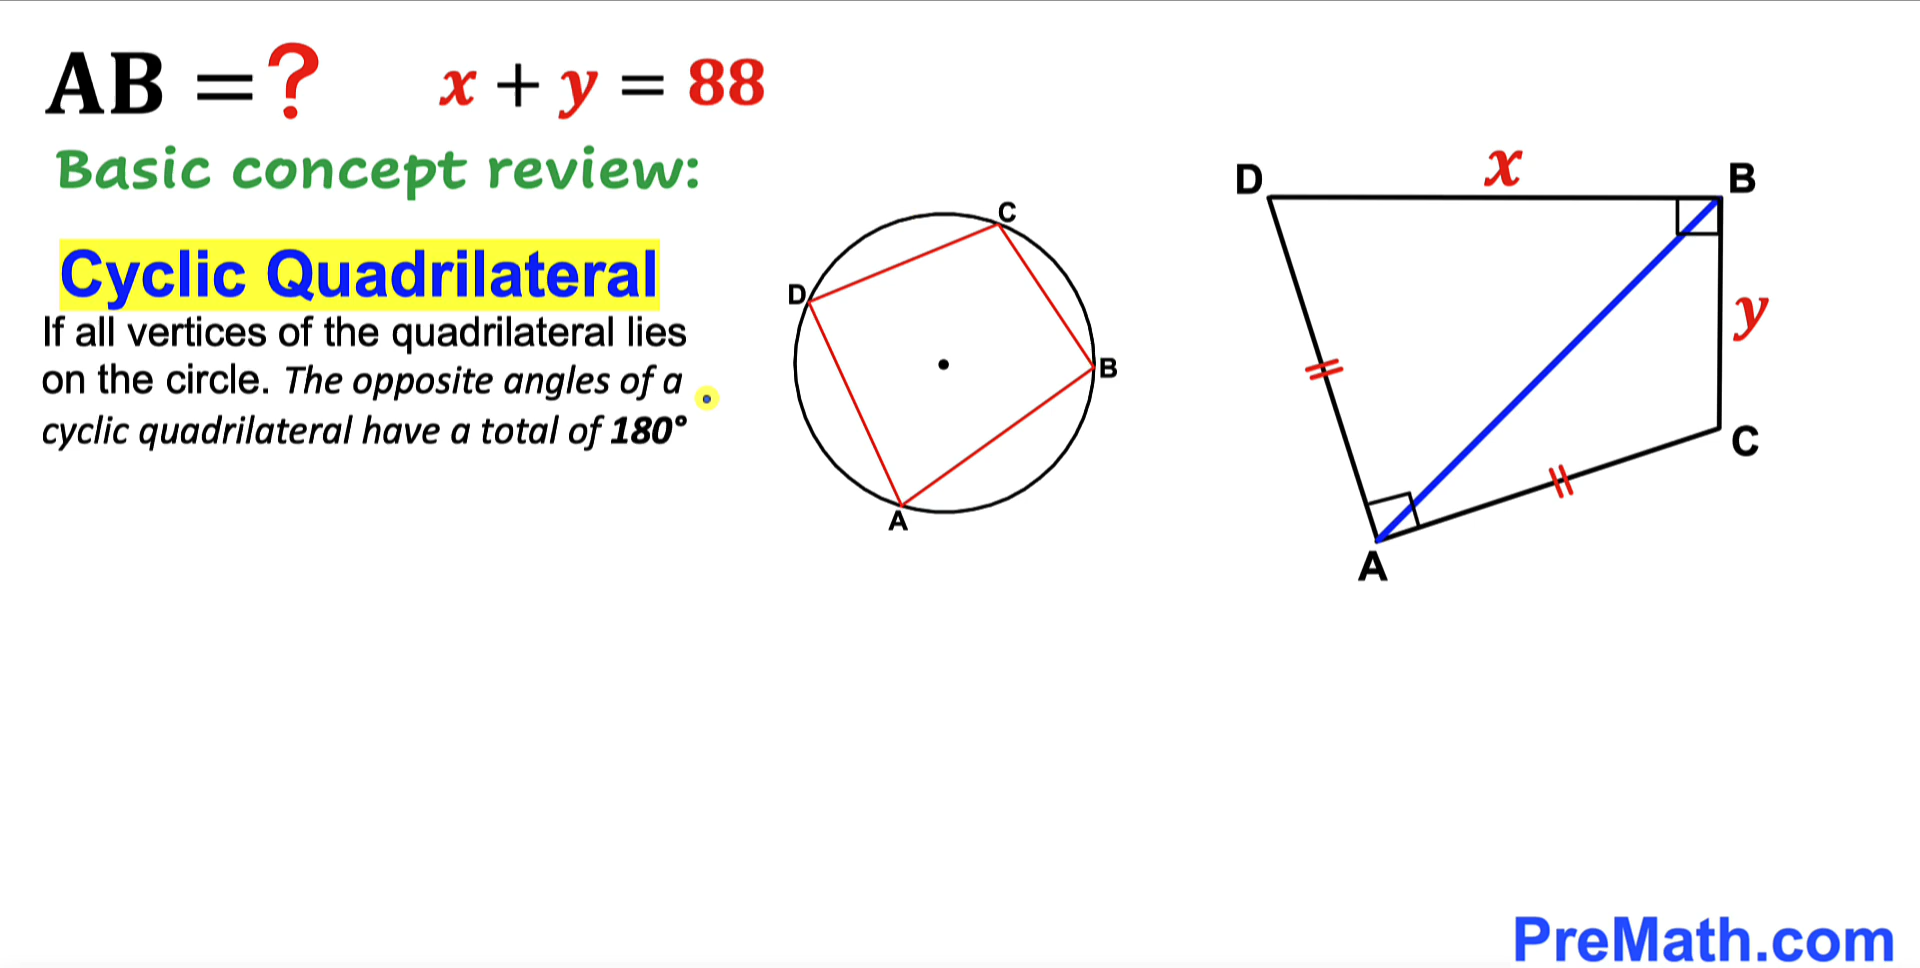 AB =? x + y = 88
Basic concept review:
Cyclic Quadrilateral
If all vertices of the quadrilateral lies
on the circle. The opposite angles of a
cyclic quadrilateral have a total of 180°
C
D
B
A
D
x
B
y
C
A
PreMath.com